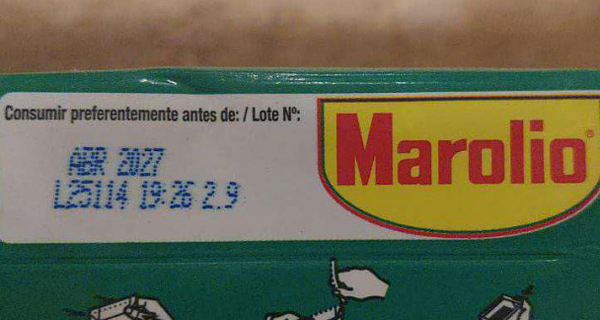 Consumir preferentemente antes de: / Lote Nº:
ABR 2027
L25114 19:26 2.9
Marolio®